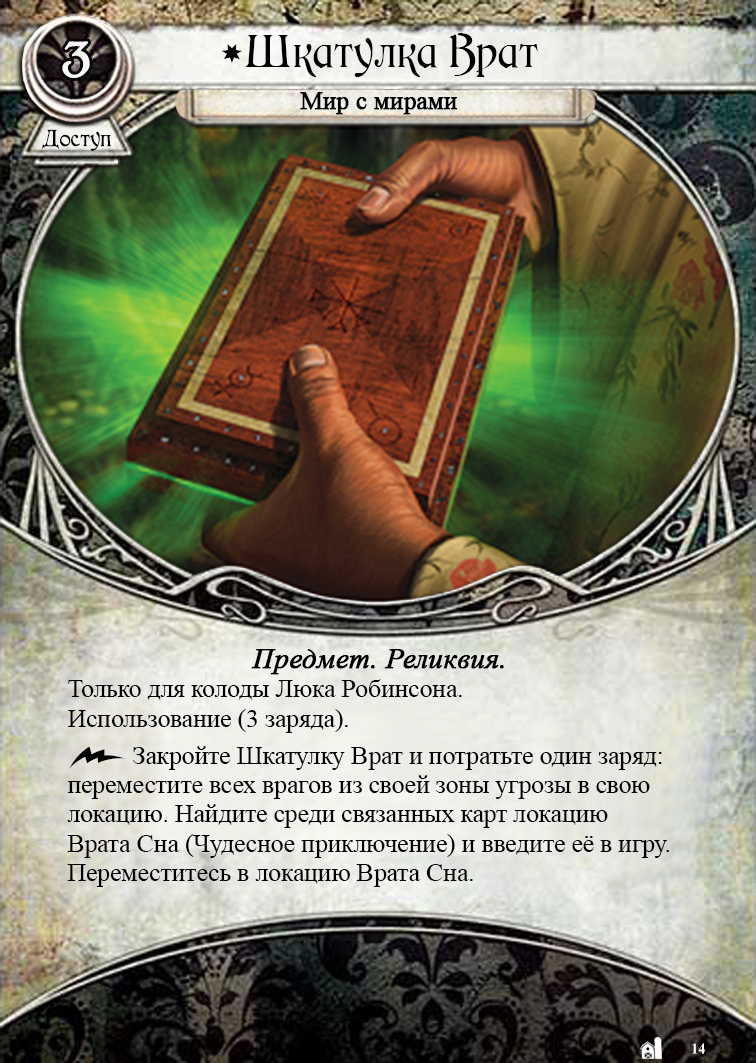 3
Шкатулка Врат
Мир с мирами
Доступ
Предмет. Реликвия.
Только для колоды Люка Робинсона.
Использование (3 заряда).
Закройте Шкатулку Врат и потратьте один заряд:
переместите всех врагов из своей зоны угрозы в свою
локацию. Найдите среди связанных карт локацию
Врата Сна (Чудесное приключение) и введите её в игру.
Переместитесь в локацию Врата Сна.
14